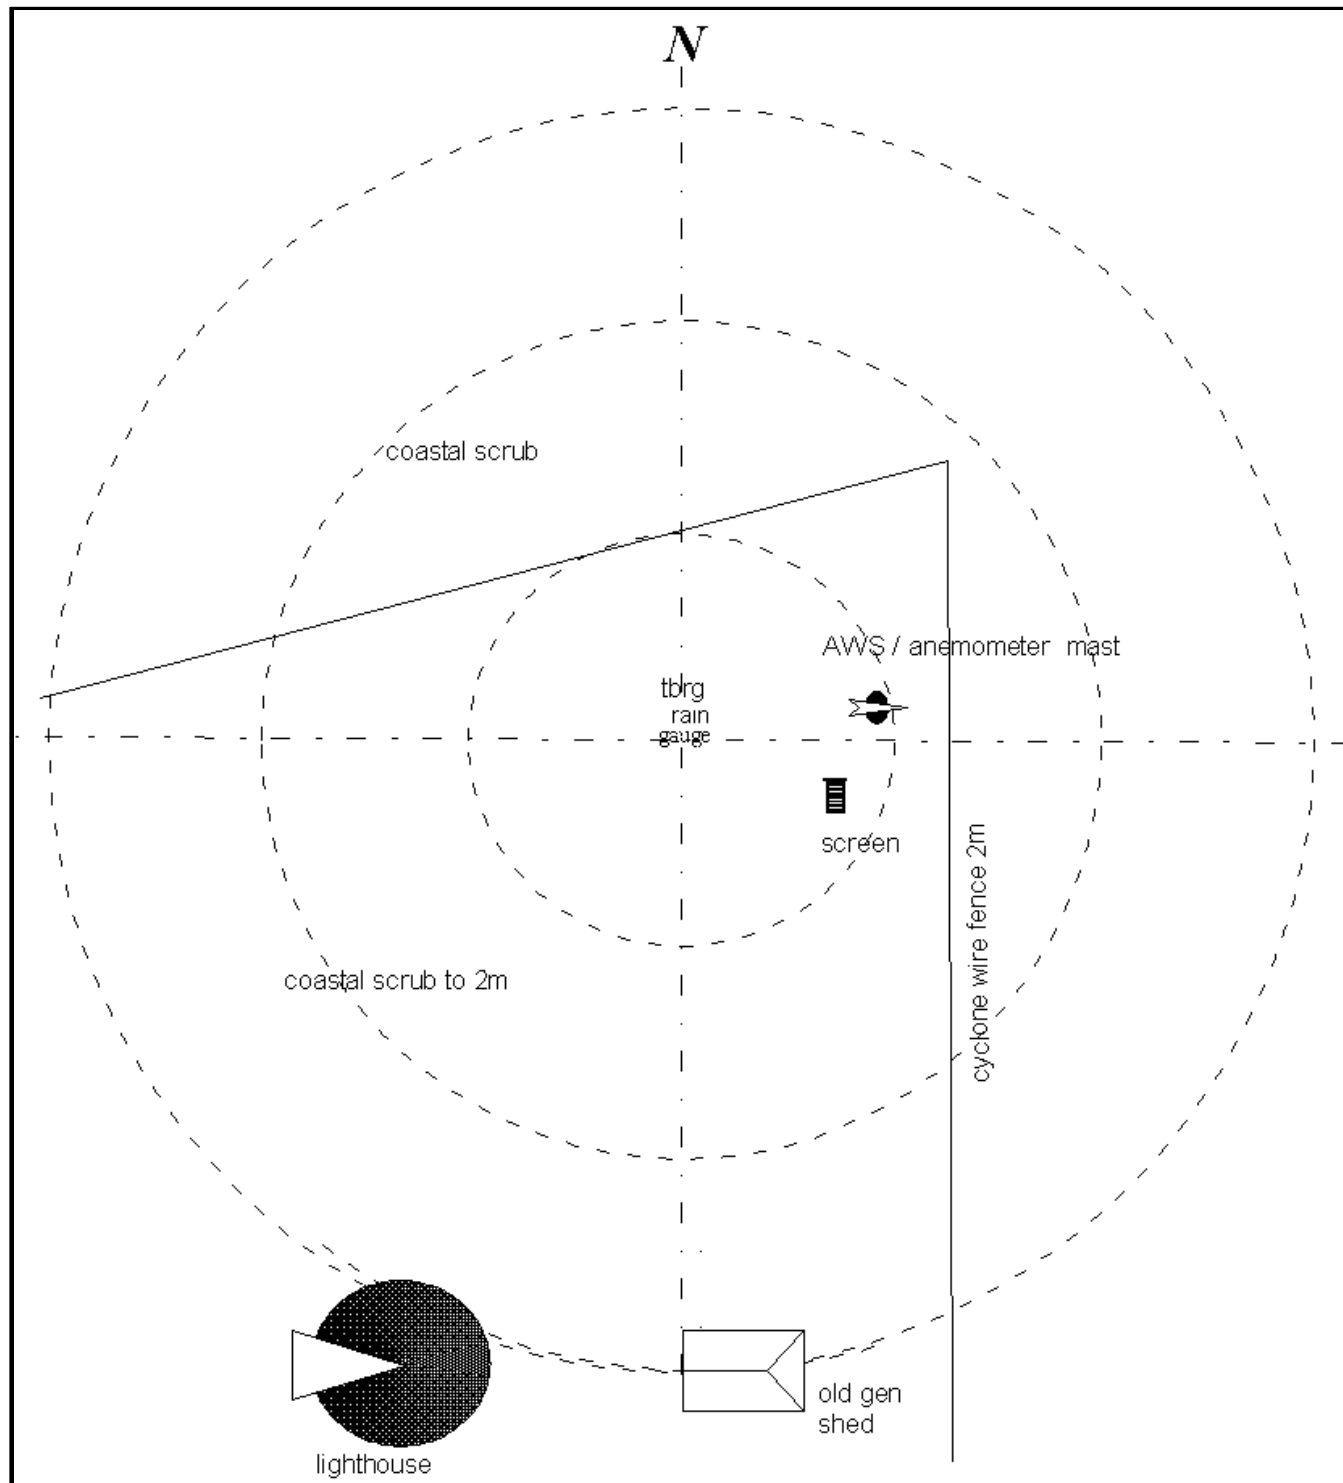 N
coastal scrub
AWS / anemometer mast
tbrg
rain
gauge
screen
cyclone wire fence 2m
coastal scrub to 2m
old gen
shed
lighthouse